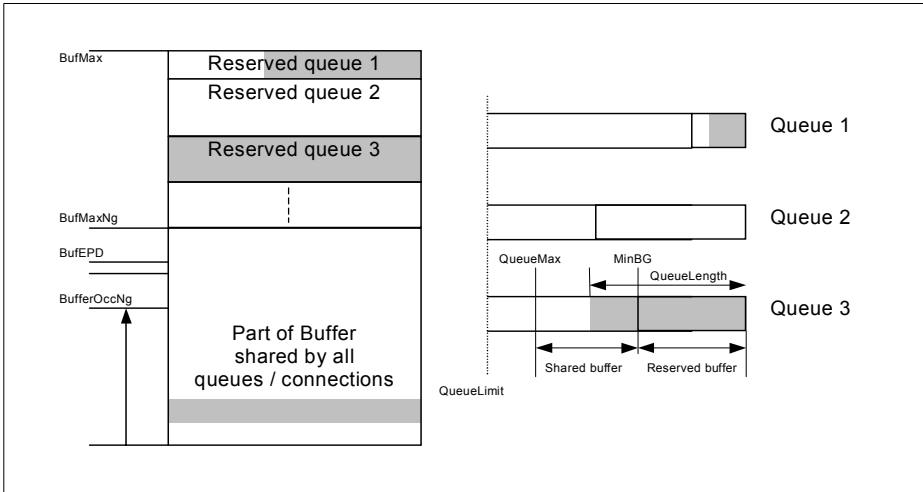 BufMax
Reserved queue 1
Reserved queue 2
Reserved queue 3
BufMaxNg
BufEPD
BufferOccNg
Part of Buffer
shared by all
queues / connections
Queue 1
Queue 2
QueueMax
MinBG
QueueLength
Queue 3
Shared buffer
Reserved buffer
QueueLimit